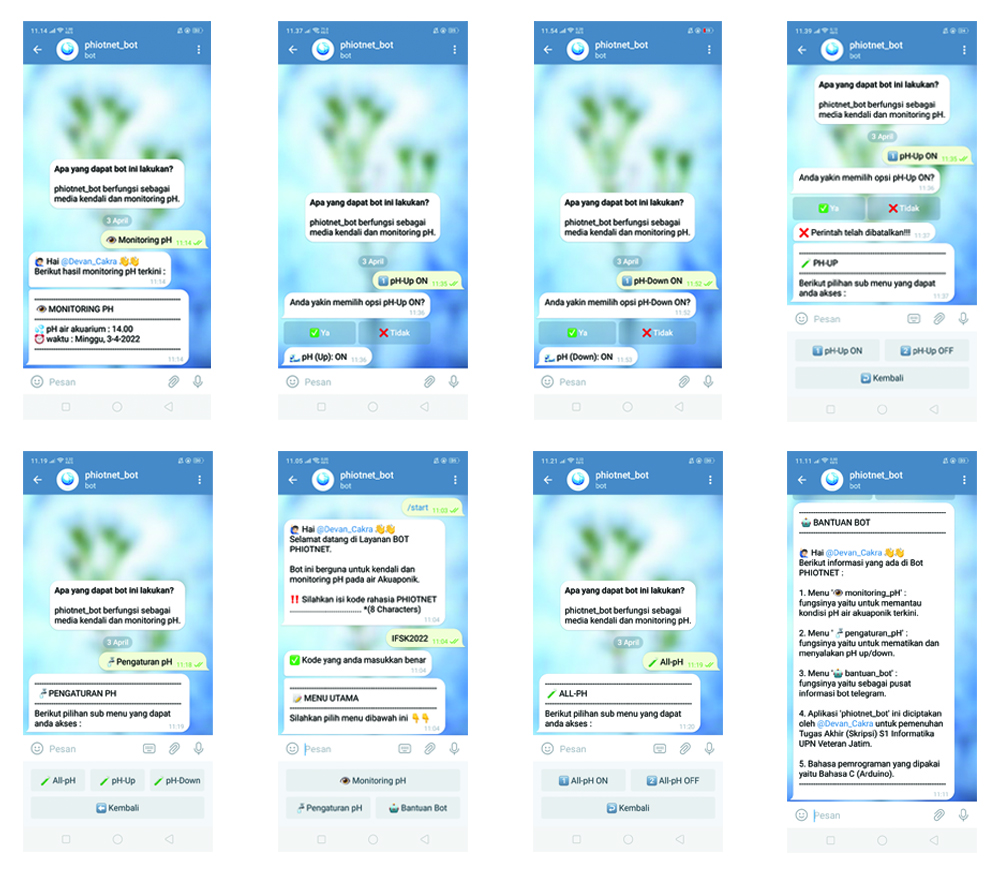 11.14
phiotnet_bot
bot
Apa yang dapat bot ini lakukan?
phiotnet_bot berfungsi sebagai
media kendali dan monitoring pH.
3 April
Monitoring pH 11:14
Hai @Devan_Cakra
Berikut hasil monitoring pH terkini :
11:14
MONITORING PH
pH air akuarium : 14.00
waktu : Minggu, 3-4-2022
11:14
Pesan
11.37
phiotnet_bot
bot
Apa yang dapat bot ini lakukan?
phiotnet_bot berfungsi sebagai
media kendali dan monitoring pH.
3 April
1 pH-Up ON 11:35
Anda yakin memilih opsi pH-Up ON?
11:36
Ya
Tidak
pH (Up): ON 11:36
Pesan
11.54
phiotnet_bot
bot
Apa yang dapat bot ini lakukan?
phiotnet_bot berfungsi sebagai
media kendali dan monitoring pH.
3 April
1 pH-Down ON 11:52
Anda yakin memilih opsi pH-Down ON?
11:52
Ya
Tidak
pH (Down): ON 11:53
Pesan
11.39
phiotnet_bot
bot
Apa yang dapat bot ini lakukan?
phiotnet_bot berfungsi sebagai
media kendali dan monitoring pH.
3 April
1 pH-Up ON 11:35
Anda yakin memilih opsi pH-Up ON?
11:36
Ya
Tidak
Perintah telah dibatalkan!!! 11:37
PH-UP
Berikut pilihan sub menu yang dapat
anda akses :
11:37
Pesan
1 pH-Up ON
2 pH-Up OFF
Kembali
11.19
phiotnet_bot
bot
Apa yang dapat bot ini lakukan?
phiotnet_bot berfungsi sebagai
media kendali dan monitoring pH.
3 April
Pengaturan pH 11:18
PENGATURAN PH
Berikut pilihan sub menu yang dapat
anda akses :
11:19
Pesan
All-pH
pH-Up
pH-Down
Kembali
11.05
phiotnet_bot
bot
/start 11:03
Hai @Devan_Cakra
Selamat datang di Layanan BOT
PHIOTNET.
Bot ini berguna untuk kendali dan
monitoring pH pada air Akuaponik.
!! Silahkan isi kode rahasia PHIOTNET
*(8 Characters)
11:04
IFSK2022 11:04
Kode yang anda masukkan benar
11:04
MENU UTAMA
Silahkan pilih menu dibawah ini
11:04
Pesan
Monitoring pH
Pengaturan pH
Bantuan Bot
11.21
phiotnet_bot
bot
Apa yang dapat bot ini lakukan?
phiotnet_bot berfungsi sebagai
media kendali dan monitoring pH.
3 April
All-pH 11:19
ALL-PH
Berikut pilihan sub menu yang dapat
anda akses :
11:20
Pesan
1 All-pH ON
2 All-pH OFF
Kembali
11.11
phiotnet_bot
bot
BANTUAN BOT
Hai @Devan_Cakra
Berikut informasi yang ada di Bot
PHIOTNET :
1. Menu ' monitoring_pH' :
fungsinya yaitu untuk memantau
kondisi pH air akuaponik terkini.
2. Menu " pengaturan_pH' :
fungsinya yaitu untuk mematikan dan
menyalakan pH up/down.
3. Menu ' bantuan_bot' :
fungsinya yaitu sebagai pusat
informasi bot telegram.
4. Aplikasi 'phiotnet_bot' ini diciptakan
oleh @Devan_Cakra untuk pemenuhan
Tugas Akhir (Skripsi) S1 Informatika
UPN Veteran Jatim.
5. Bahasa pemrograman yang dipakai
yaitu Bahasa C (Arduino).
11:11
Pesan